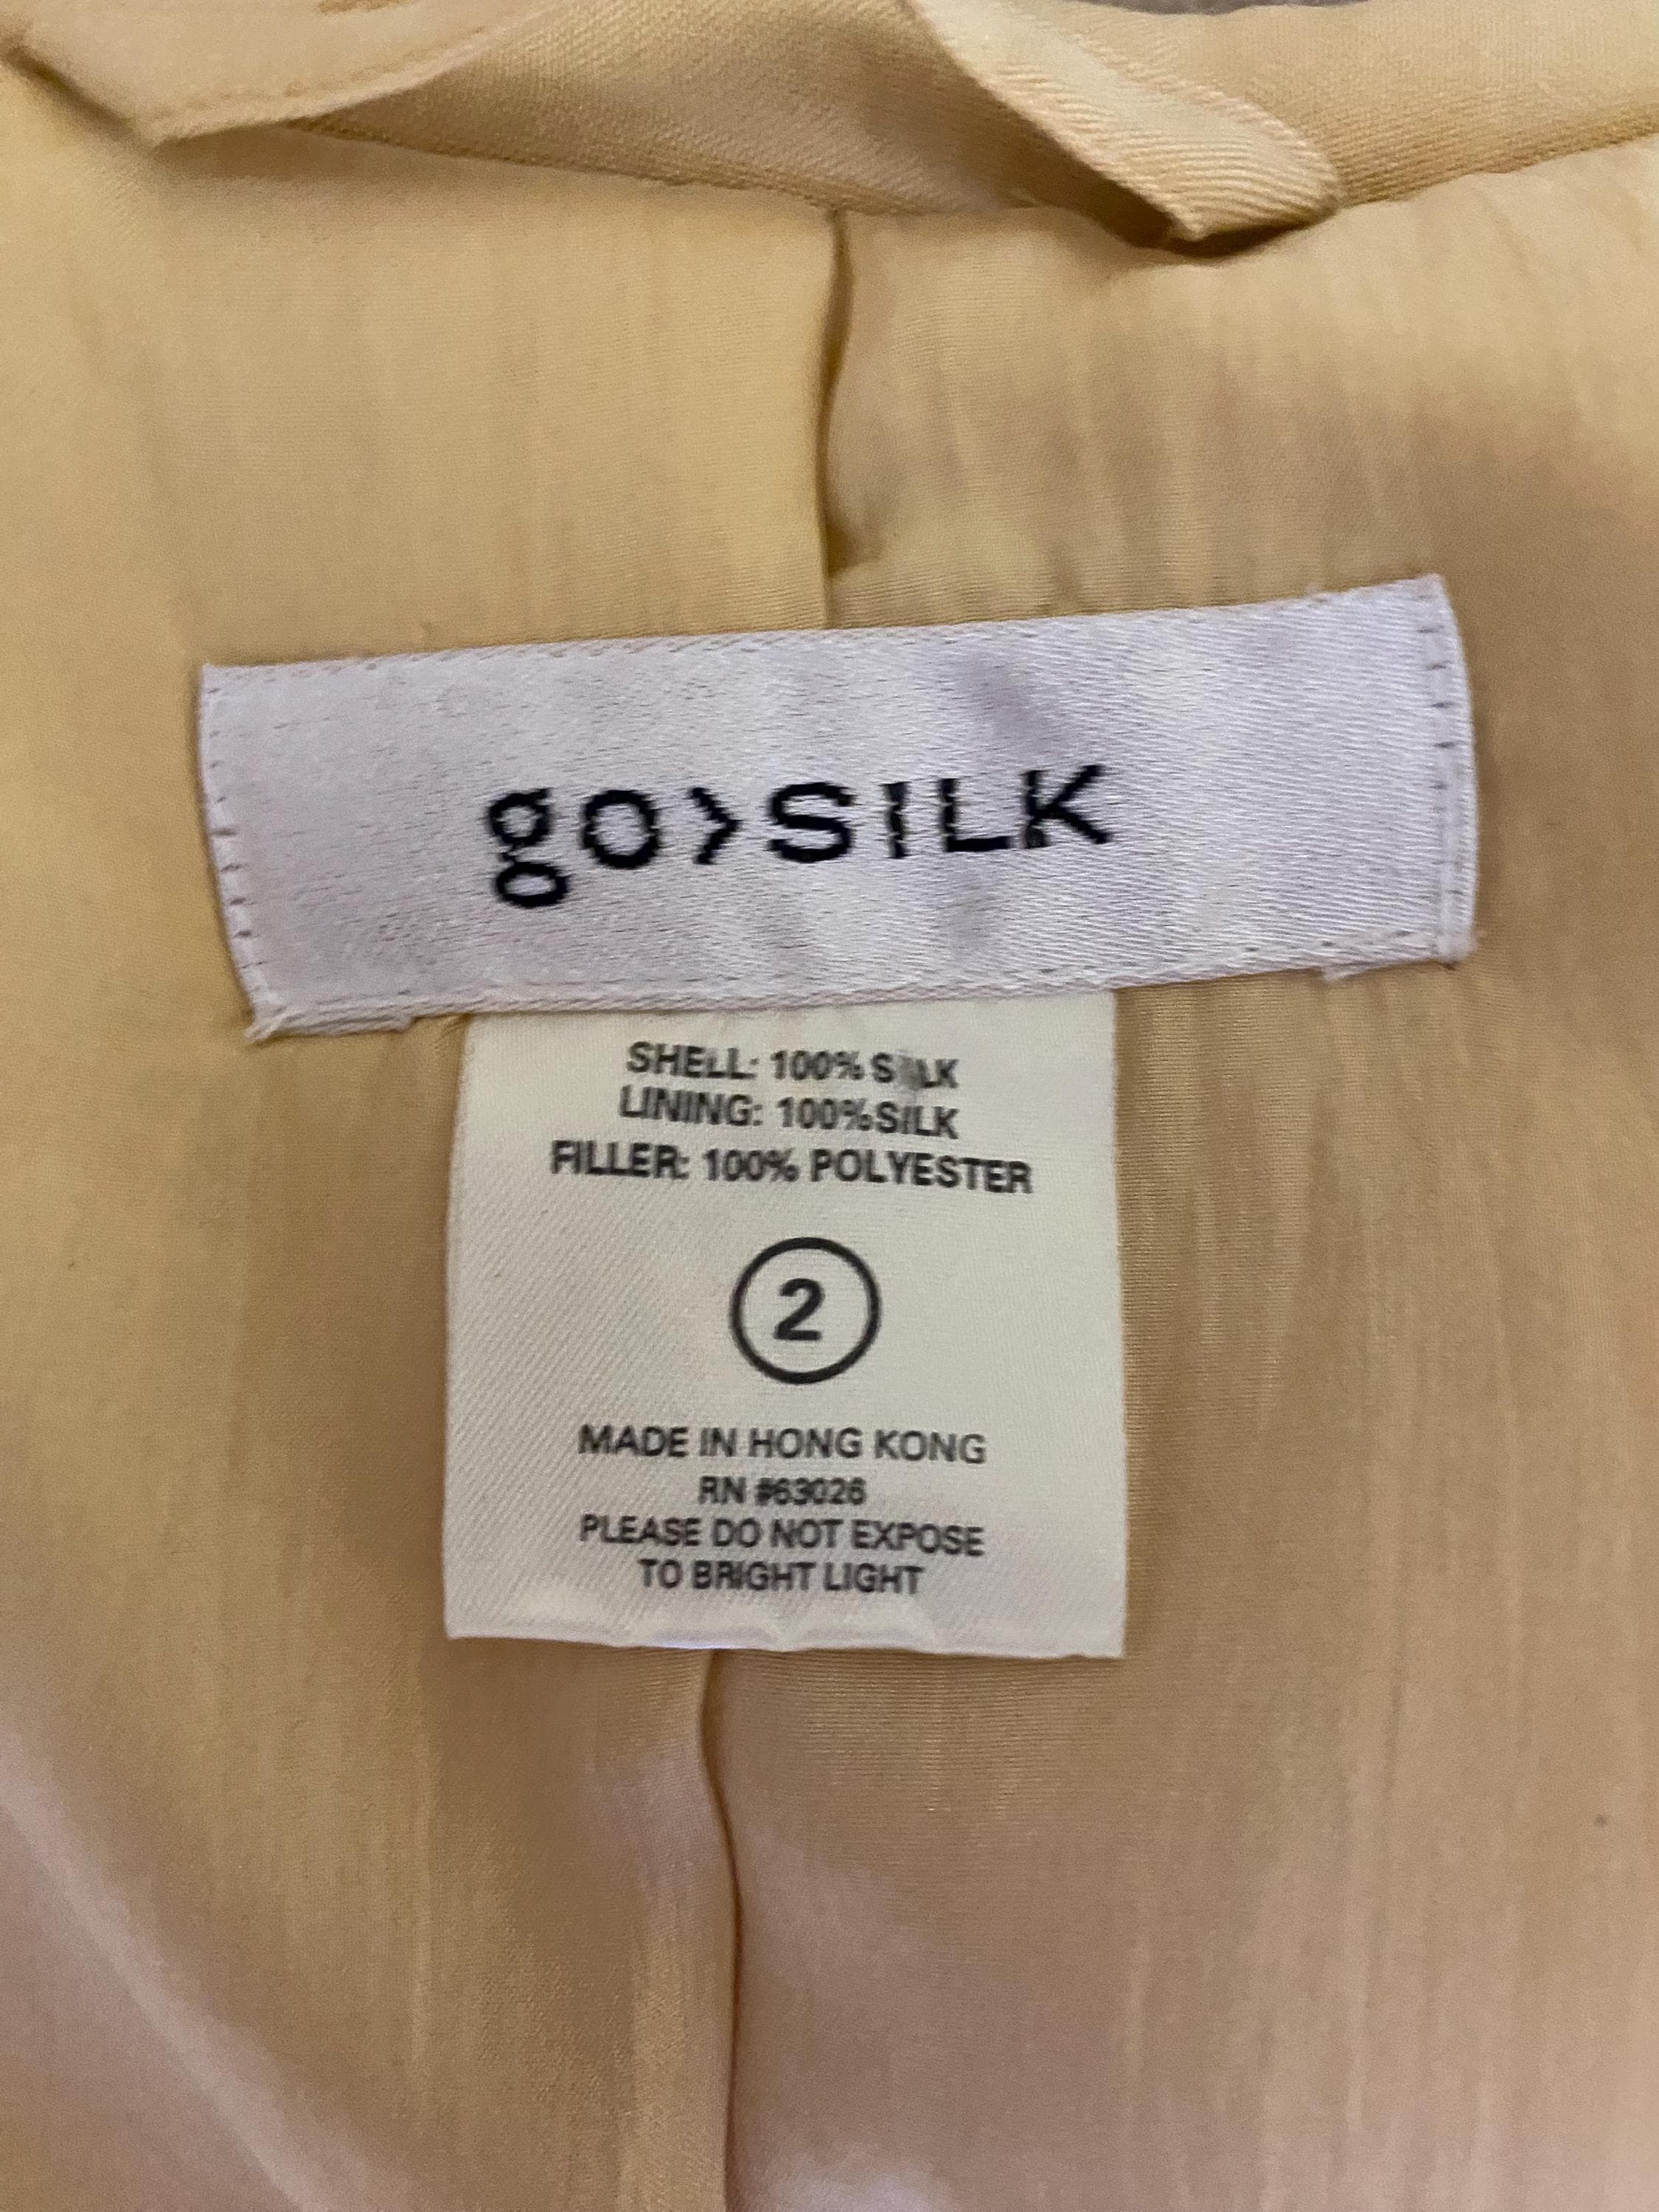 go>SILK
SHELL: 100% SILK
LINING: 100%SILK
FILLER: 100% POLYESTER
2
MADE IN HONG KONG
RN #63026
PLEASE DO NOT EXPOSE
TO BRIGHT LIGHT